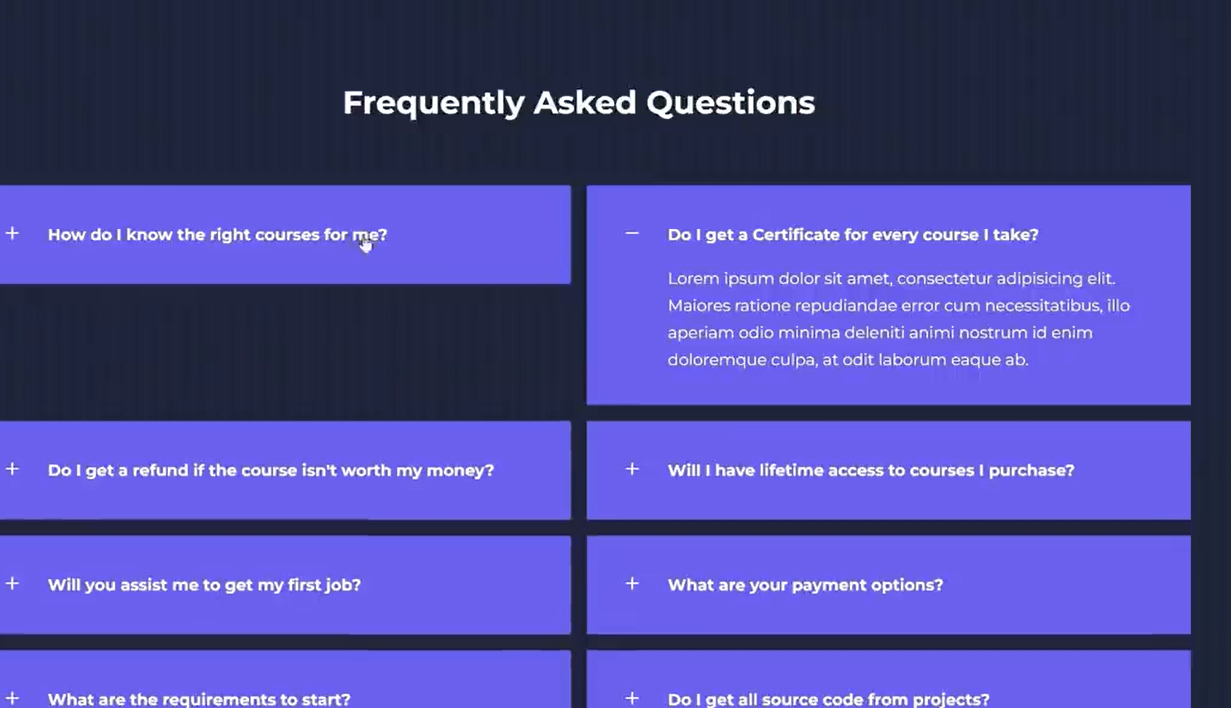 Frequently Asked Questions
+ How do I know the right courses for me?
− Do I get a Certificate for every course I take?
Lorem ipsum dolor sit amet, consectetur adipisicing elit.
Maiores ratione repudiandae error cum necessitatibus, illo
aperiam odio minima deleniti animi nostrum id enim
doloremque culpa, at odit laborum eaque ab.
+ Do I get a refund if the course isn't worth my money?
+ Will I have lifetime access to courses I purchase?
+ Will you assist me to get my first job?
+ What are your payment options?
+ What are the requirements to start?
+ Do I get all source code from projects?